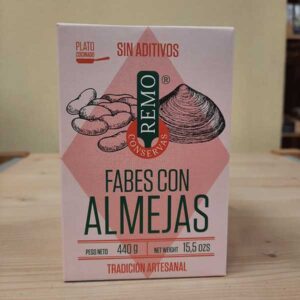 PLATO
COCINADO
SIN ADITIVOS
REMO
®
CONSERVAS
FABES CON
ALMEJAS
PESO NETO 440 g NET WEIGHT 15,5 OZS
TRADICIÓN ARTESANAL